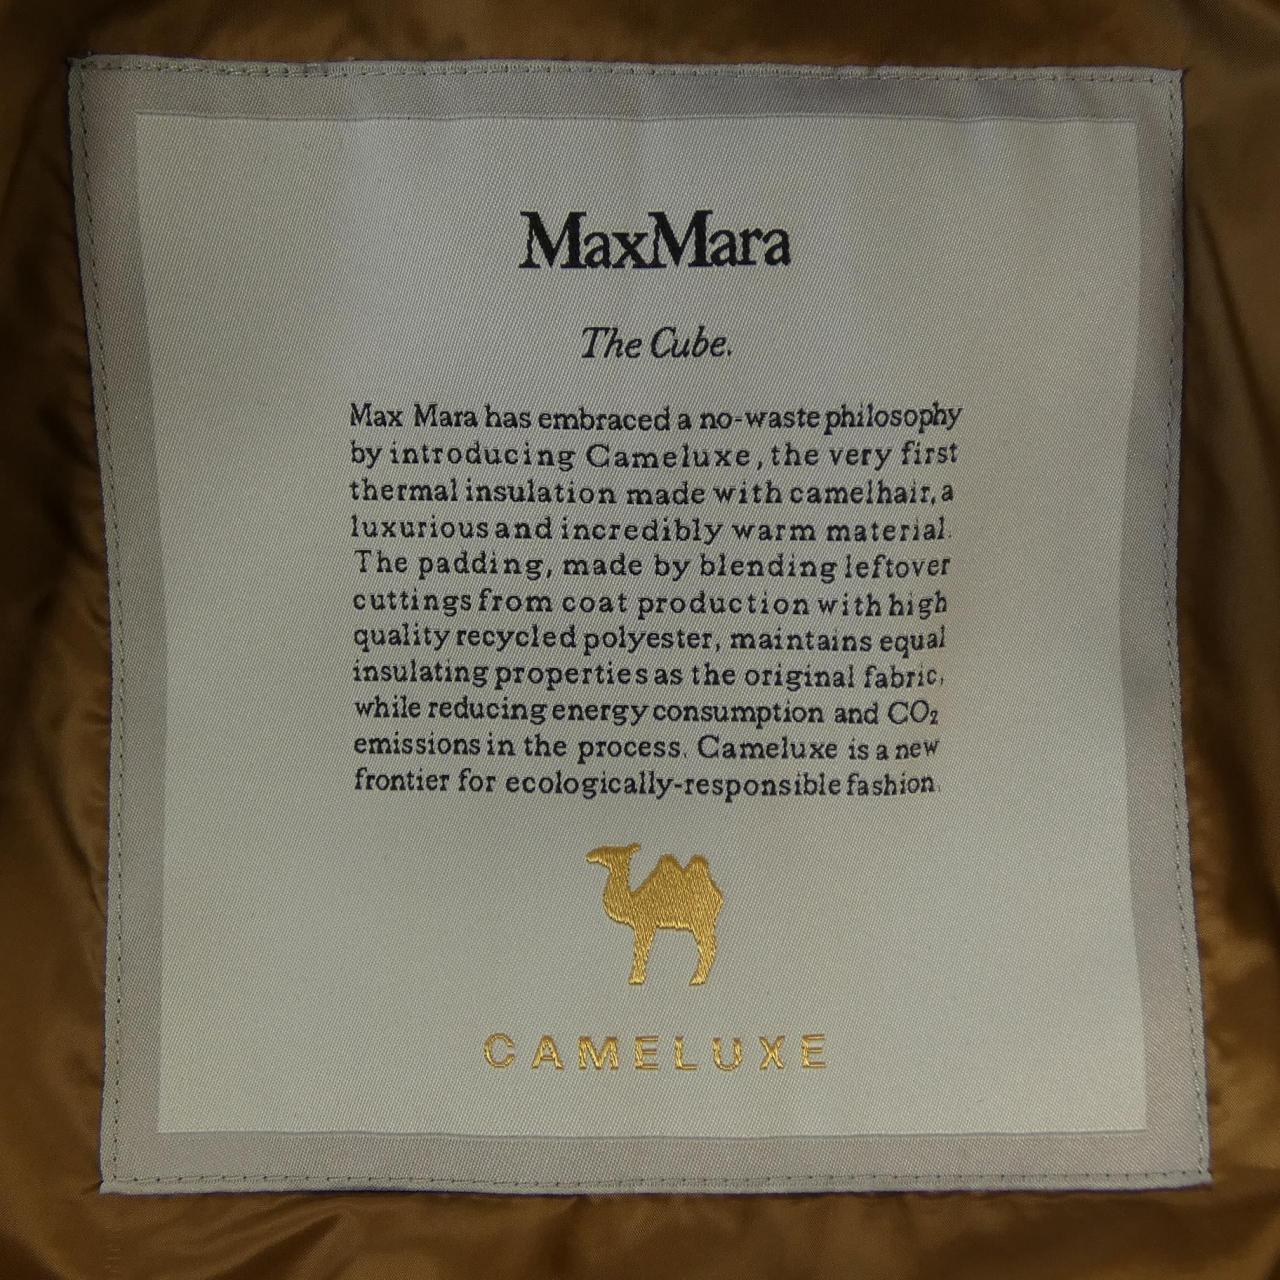 MaxMara
The Cube.
Max Mara has embraced a no-waste philosophy
by introducing Cameluxe, the very first
thermal insulation made with camelhair, a
luxurious and incredibly warm material.
The padding, made by blending leftover
cuttings from coat production with high
quality recycled polyester, maintains equal
insulating properties as the original fabric,
while reducing energy consumption and CO₂
emissions in the process. Cameluxe is a new
frontier for ecologically-responsible fashion.
CAMELUXE